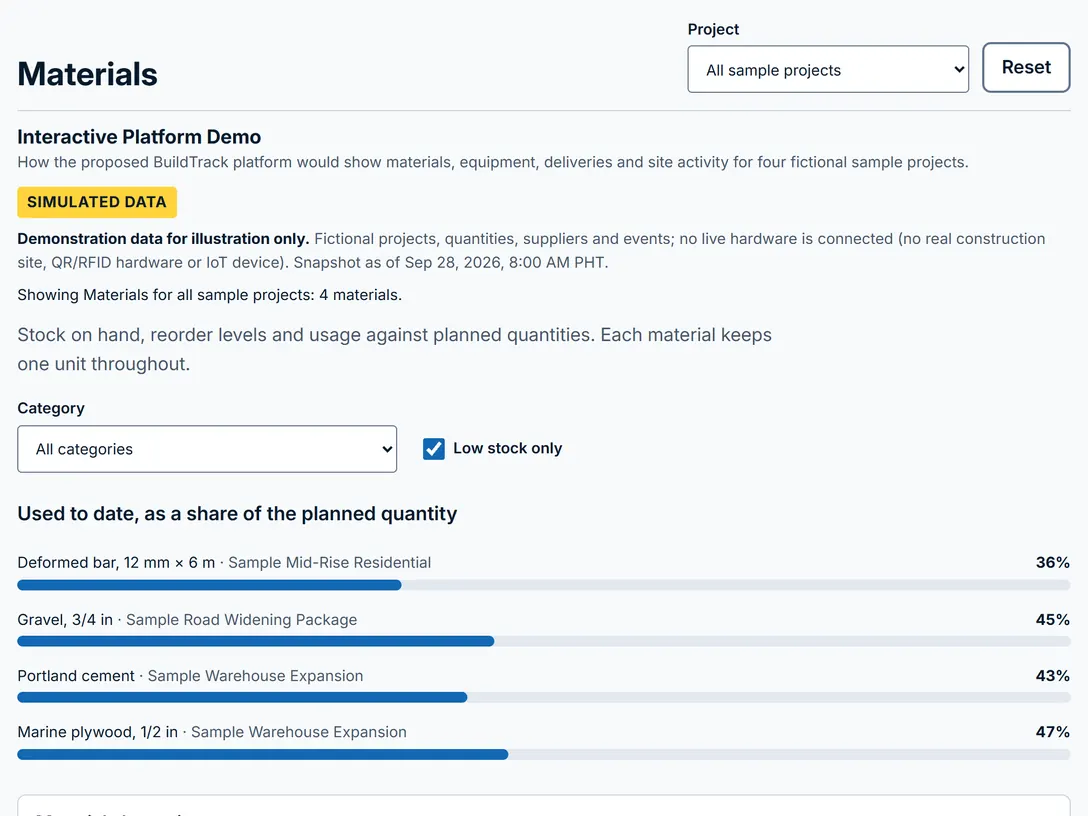 Project
Materials
All sample projects
Reset
Interactive Platform Demo
How the proposed BuildTrack platform would show materials, equipment, deliveries and site activity for four fictional sample projects.
SIMULATED DATA
Demonstration data for illustration only. Fictional projects, quantities, suppliers and events; no live hardware is connected (no real construction
site, QR/RFID hardware or IoT device). Snapshot as of Sep 28, 2026, 8:00 AM PHT.
Showing Materials for all sample projects: 4 materials.
Stock on hand, reorder levels and usage against planned quantities. Each material keeps
one unit throughout.
Category
All categories
Low stock only
Used to date, as a share of the planned quantity
Deformed bar, 12 mm × 6 m · Sample Mid-Rise Residential 36%
Gravel, 3/4 in · Sample Road Widening Package 45%
Portland cement · Sample Warehouse Expansion 43%
Marine plywood, 1/2 in · Sample Warehouse Expansion 47%